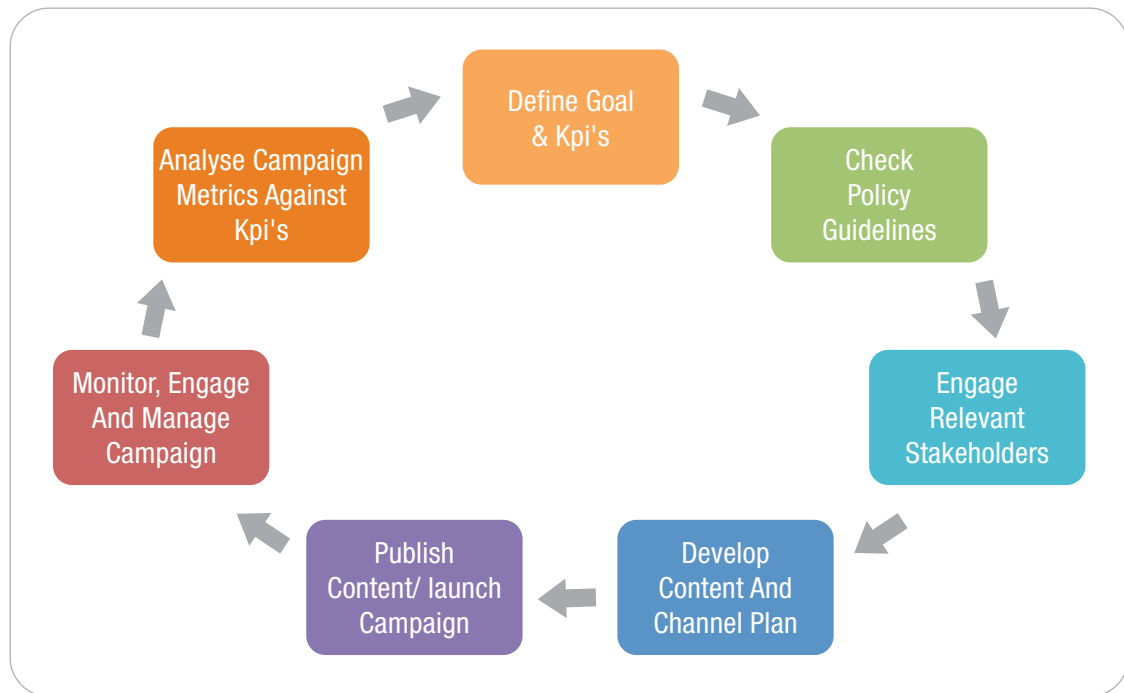 Define Goal
& Kpi's
Check
Policy
Guidelines
Engage
Relevant
Stakeholders
Develop
Content And
Channel Plan
Publish
Content/ launch
Campaign
Monitor, Engage
And Manage
Campaign
Analyse Campaign
Metrics Against
Kpi's